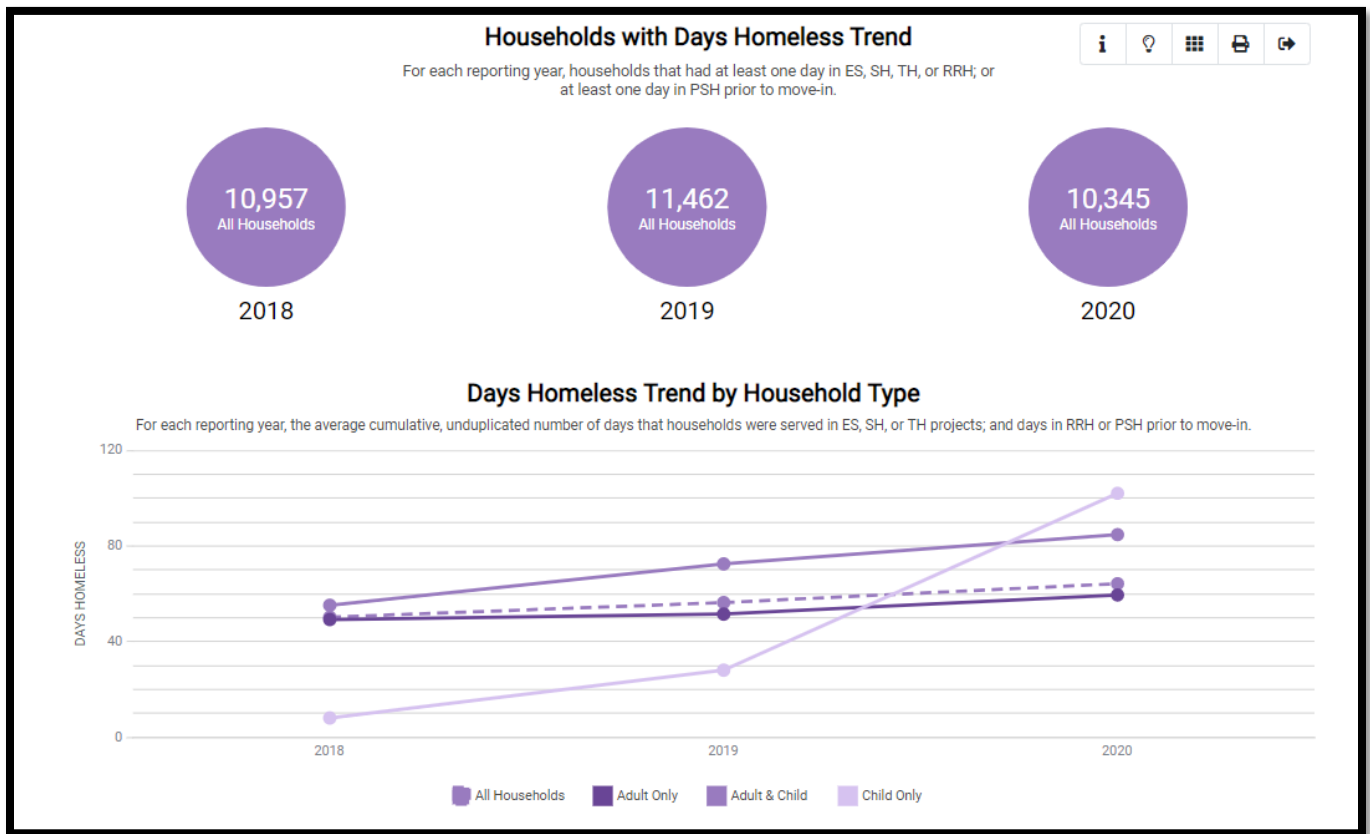 Households with Days Homeless Trend
For each reporting year, households that had at least one day in ES, SH, TH, or RRH; or
at least one day in PSH prior to move-in.
10,957
All Households
2018
11,462
All Households
2019
10,345
All Households
2020
Days Homeless Trend by Household Type
For each reporting year, the average cumulative, unduplicated number of days that households were served in ES, SH, or TH projects; and days in RRH or PSH prior to move-in.
DAYS HOMELESS
120
80
40
0
2018 2019 2020
All Households Adult Only Adult & Child Child Only